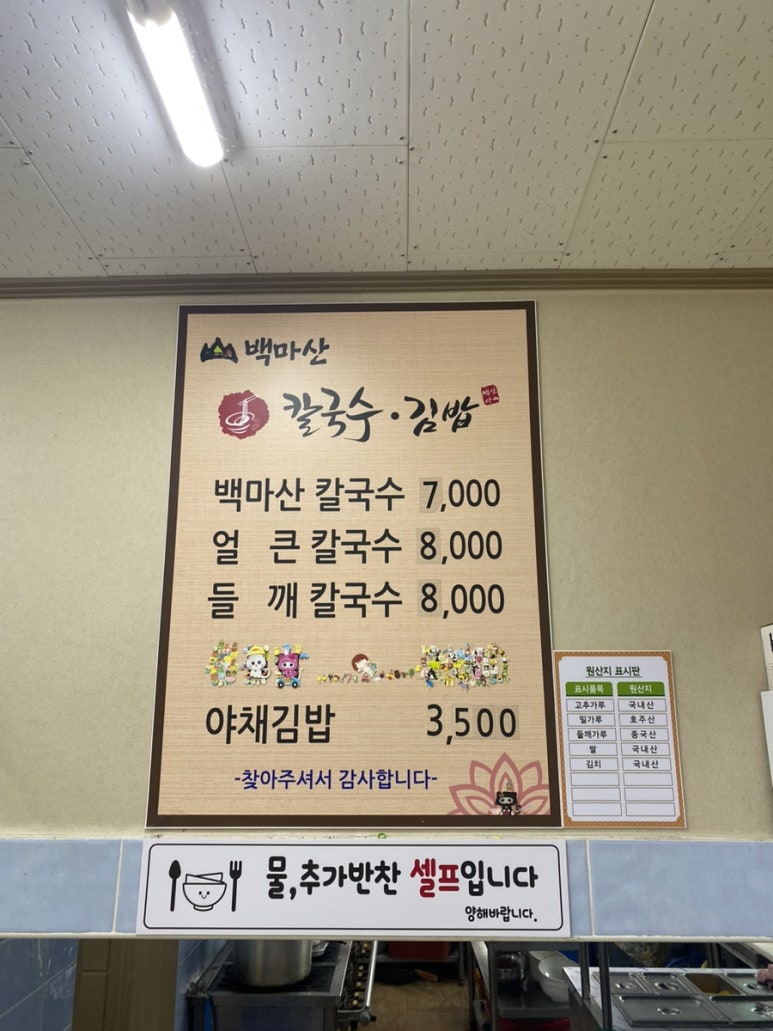 백마산
칼국수·김밥
백마산 칼국수 7,000
얼 큰 칼국수 8,000
들 깨 칼국수 8,000
야채김밥 3,500
-찾아주셔서 감사합니다-
원산지 표시판
표시품목 원산지
고추가루 국내산
밀가루 호주산
들깨가루 중국산
쌀 국내산
김치 국내산
물,추가반찬 셀프입니다
양해바랍니다.